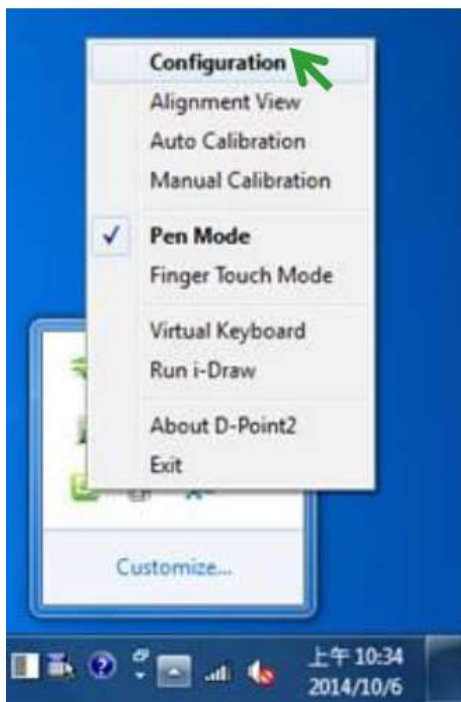 Configuration
Alignment View
Auto Calibration
Manual Calibration
Pen Mode
Finger Touch Mode
Virtual Keyboard
Run i-Draw
About D-Point2
Exit
Customize...
上午 10:34
2014/10/6